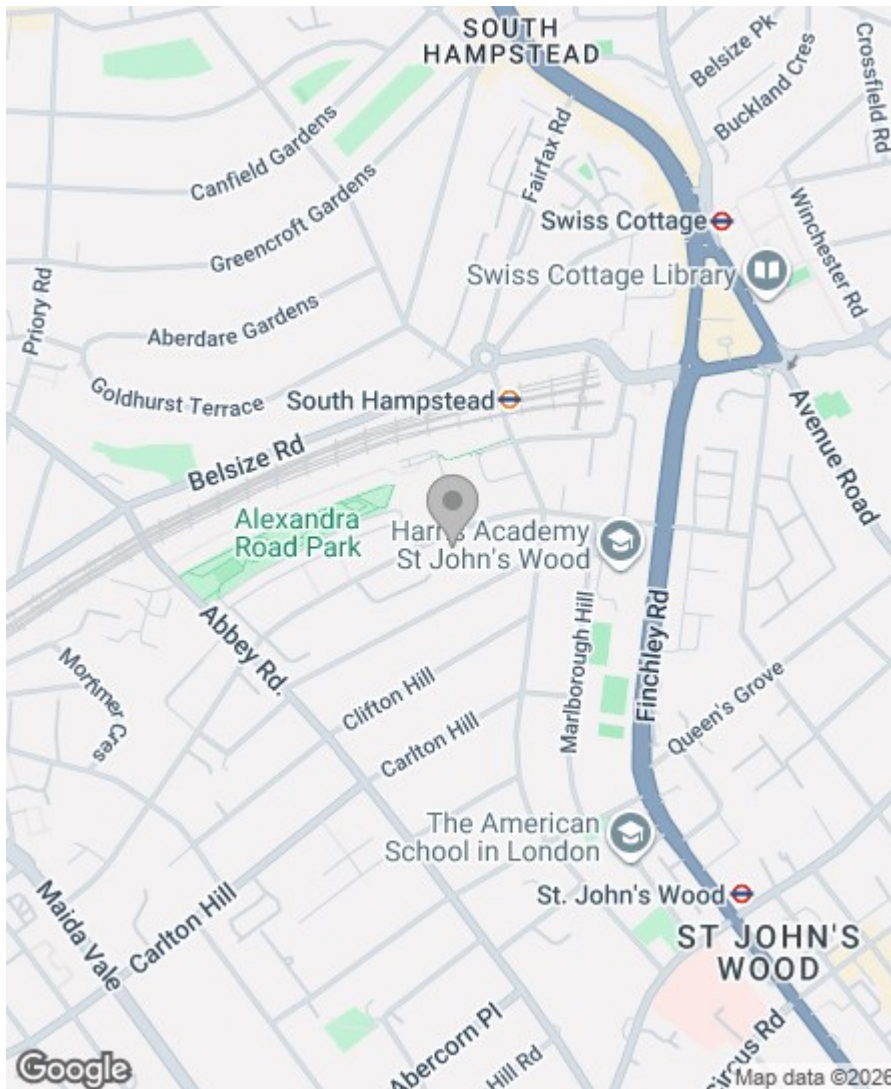 SOUTH
HAMPSTEAD
Belsize Pk
Buckland Cres
Crossfield Rd
Canfield Gardens
Fairfax Rd
Greencroft Gardens
Swiss Cottage
Winchester Rd
Swiss Cottage Library
Priory Rd
Aberdare Gardens
Goldhurst Terrace
South Hampstead
Avenue Road
Belsize Rd
Alexandra
Road Park
Harris Academy
St John's Wood
Finchley Rd
Marlborough Hill
Abbey Rd.
Mortimer Cres
Clifton Hill
Carlton Hill
Queen's Grove
The American
School in London
St. John's Wood
Maida Vale
Carlton Hill
ST JOHN'S
WOOD
Abercorn Pl
Hill Rd
Circus Rd
Google
Map data ©2026